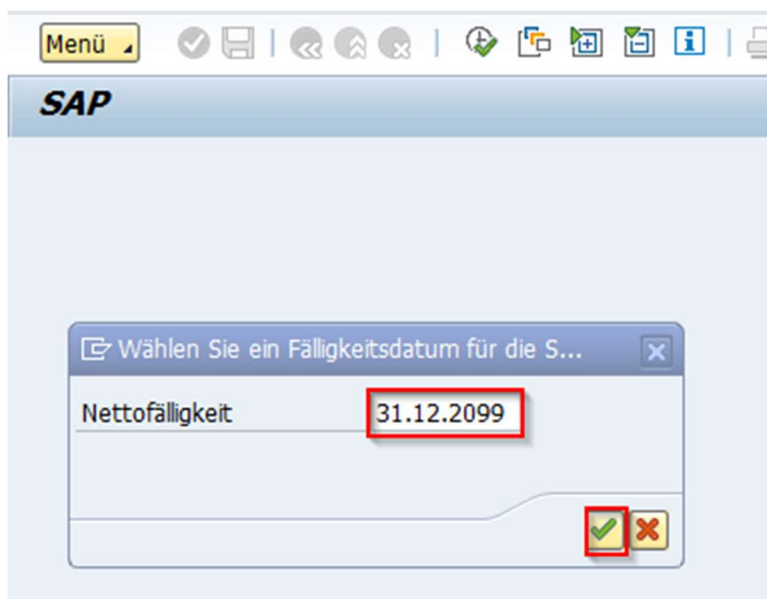 Menü
SAP
Wählen Sie ein Fälligkeitsdatum für die S...
Nettofälligkeit 31.12.2099